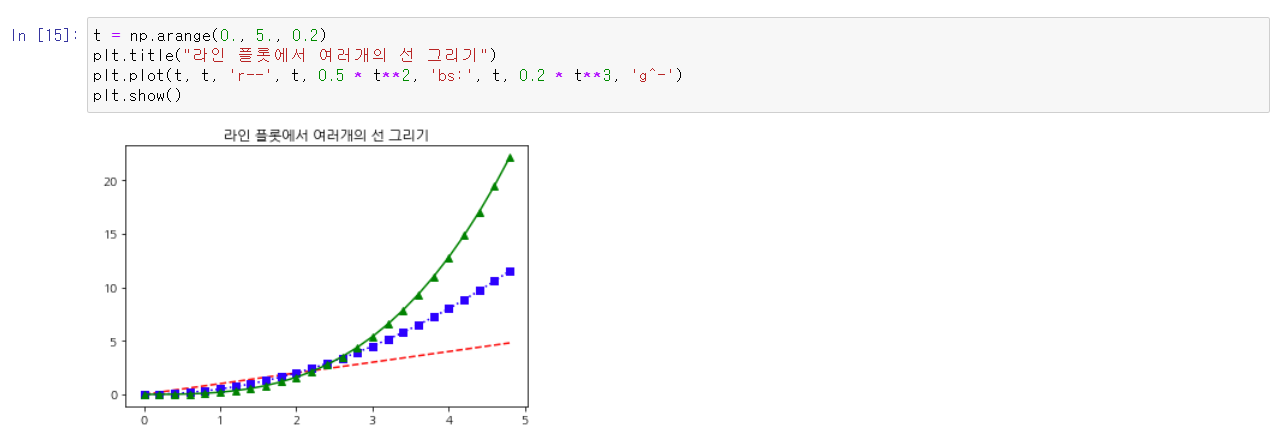 In [15]: t = np.arange(0., 5., 0.2)
plt.title("라인 플롯에서 여러개의 선 그리기")
plt.plot(t, t, 'r--', t, 0.5 * t**2, 'bs:', t, 0.2 * t**3, 'g^-')
plt.show()
라인 플롯에서 여러개의 선 그리기
20
15
10
5
0
0 1 2 3 4 5